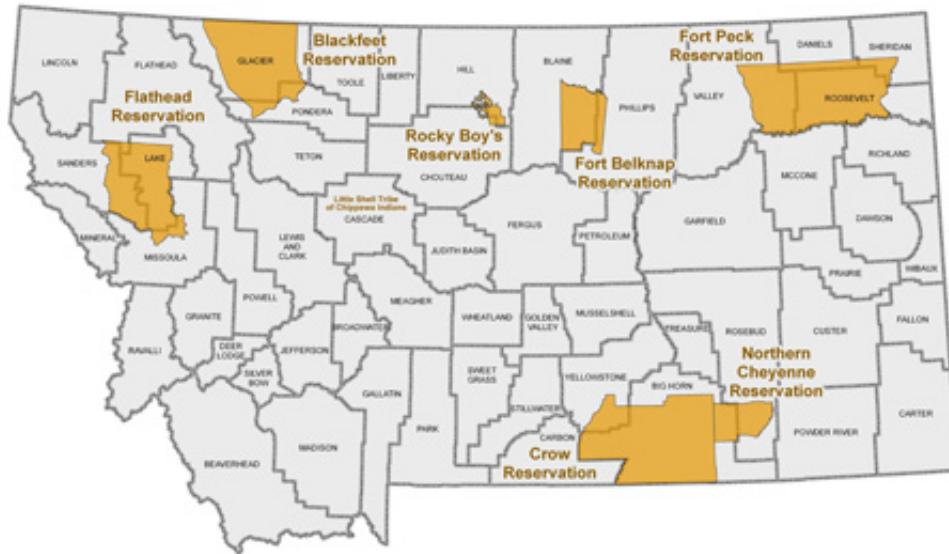 LINCOLN
FLATHEAD
GLACIER
Blackfeet
Reservation
TOOLE
LIBERTY
HILL
BLAINE
Fort Peck
Reservation
DANIELS
SHERIDAN
PHILLIPS
VALLEY
ROOSEVELT
PONDERA
Flathead
Reservation
Rocky Boy's
Reservation
Fort Belknap
Reservation
SANDERS
LAKE
TETON
CHOUTEAU
RICHLAND
MCCONE
Little Shell Tribe
of Chippewa Indians
CASCADE
FERGUS
PETROLEUM
GARFIELD
DAWSON
MINERAL
MISSOULA
LEWIS
AND
CLARK
JUDITH BASIN
PRAIRIE
WIBAUX
POWELL
GRANITE
MEAGHER
BROADWATER
WHEATLAND
GOLDEN
VALLEY
MUSSELSHELL
TREASURE
ROSEBUD
CUSTER
FALLON
RAVALLI
DEER
LODGE
SILVER
BOW
JEFFERSON
GALLATIN
PARK
SWEET
GRASS
STILLWATER
YELLOWSTONE
BIG HORN
Northern
Cheyenne
Reservation
CARTER
POWDER RIVER
BEAVERHEAD
MADISON
CARBON
Crow
Reservation